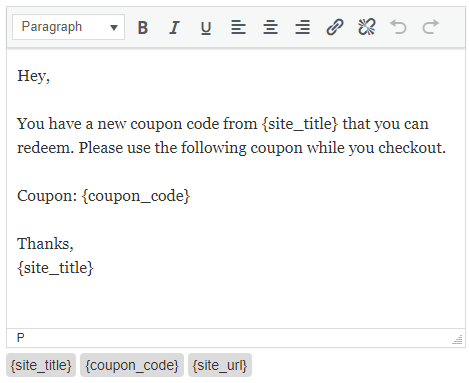 Paragraph B I U
Hey,
You have a new coupon code from {site_title} that you can
redeem. Please use the following coupon while you checkout.
Coupon: {coupon_code}
Thanks,
{site_title}
P
{site_title} {coupon_code} {site_url}